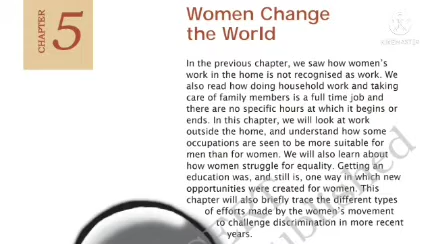 CHAPTER
5
Women Change
the World
In the previous chapter, we saw how women's
work in the home is not recognised as work. We
also read how doing household work and taking
care of family members is a full time job and
there are no specific hours at which it begins or
ends. In this chapter, we will look at work
outside the home, and understand how some
occupations are seen to be more suitable for
men than for women. We will also learn about
how women struggle for equality. Getting an
education was, and still is, one way in which new
opportunities were created for women. This
chapter will also briefly trace the different types
of efforts made by the women's movement
to challenge discrimination in more recent
years.
KINEMASTER